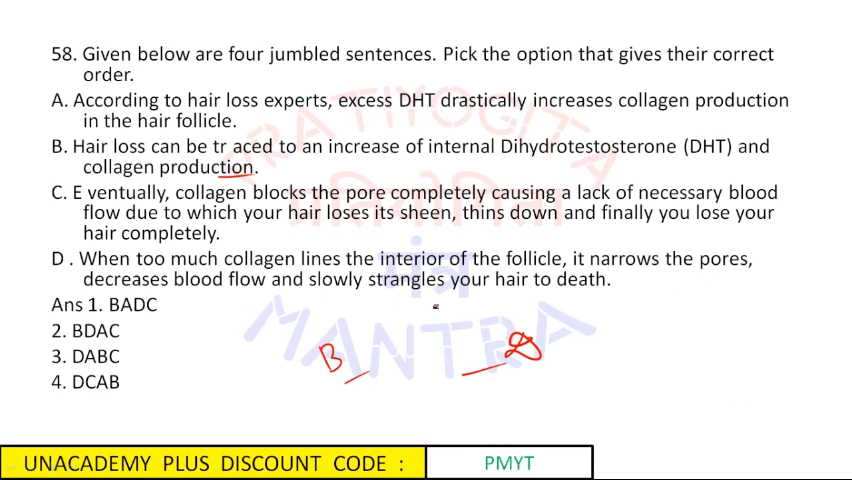 58. Given below are four jumbled sentences. Pick the option that gives their correct
order.
A. According to hair loss experts, excess DHT drastically increases collagen production
in the hair follicle.
B. Hair loss can be tr aced to an increase of internal Dihydrotestosterone (DHT) and
collagen production.
C. E ventually, collagen blocks the pore completely causing a lack of necessary blood
flow due to which your hair loses its sheen, thins down and finally you lose your
hair completely.
D . When too much collagen lines the interior of the follicle, it narrows the pores,
decreases blood flow and slowly strangles your hair to death.
Ans 1. BADC
2. BDAC
3. DABC
4. DCAB
B
PRATIYOGITA
प्रतियोगिता
मंत्र
MANTRA
UNACADEMY PLUS DISCOUNT CODE :
PMYT